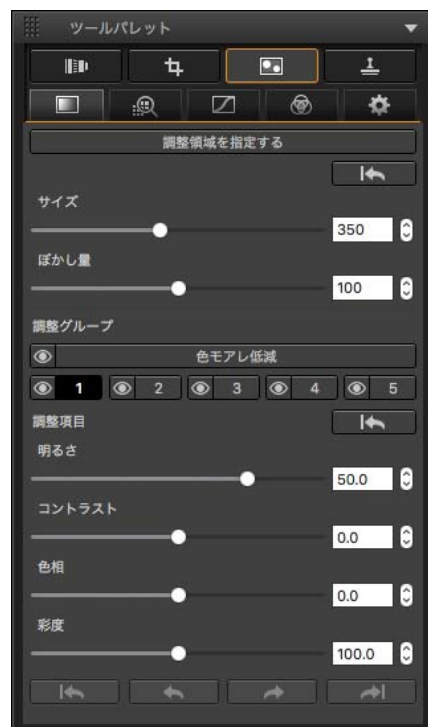 ツールパレット
調整領域を指定する
サイズ
350
ぼかし量
100
調整グループ
色モアレ低減
1 2 3 4 5
調整項目
明るさ
50.0
コントラスト
0.0
色相
0.0
彩度
100.0